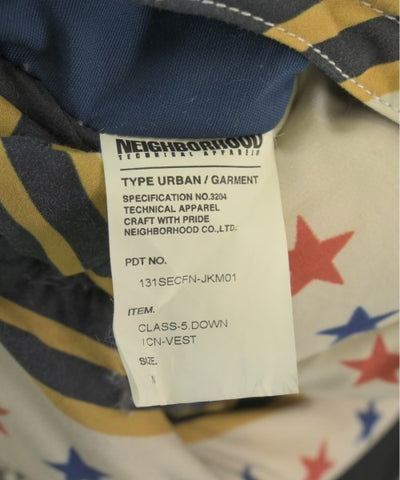 NEIGHBORHOOD
TECHNICAL APPAREL
TYPE URBAN / GARMENT
SPECIFICATION NO.3204
TECHNICAL APPAREL
CRAFT WITH PRIDE
NEIGHBORHOOD CO.,LTD.
PDT NO.
131SECFN-JKM01
ITEM.
CLASS-5.DOWN
ICN-VEST
SIZE.